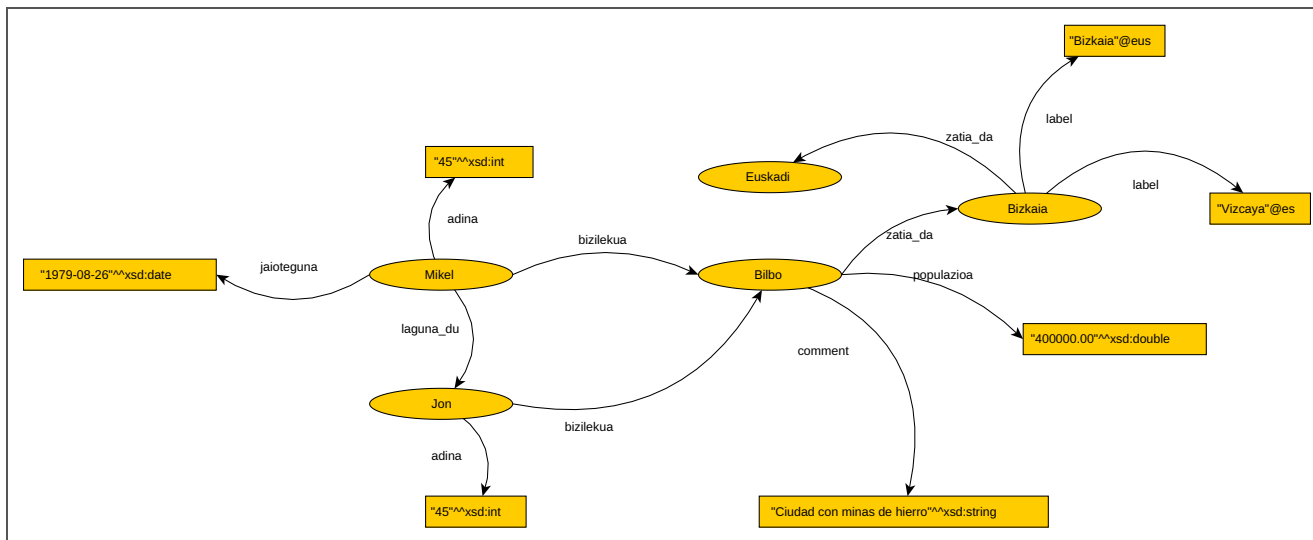 "Bizkaia"@eus
label
zatia_da
"45"^^xsd:int
Euskadi
label
Bizkaia
"Vizcaya"@es
adina
bizilekua
zatia_da
jaioteguna
"1979-08-26"^^xsd:date
Mikel
Bilbo
populazioa
laguna_du
"400000.00"^^xsd:double
comment
Jon
bizilekua
adina
"45"^^xsd:int
"Ciudad con minas de hierro"^^xsd:string